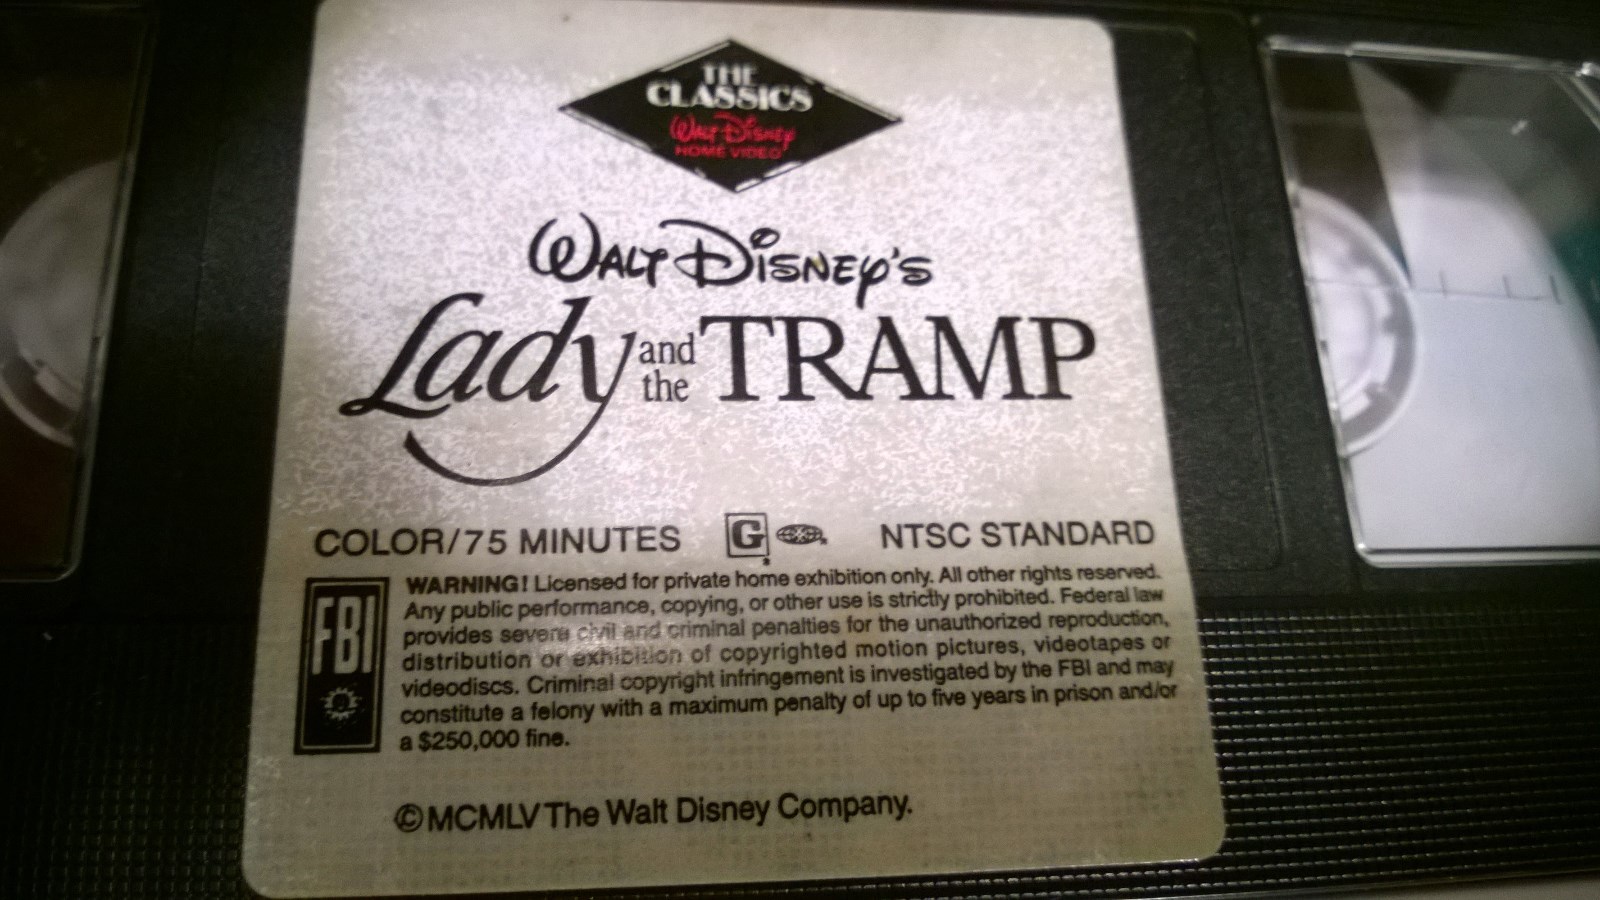 THE
CLASSICS
Walt Disney
HOME VIDEO
WALT DISNEY'S
Lady and the TRAMP
COLOR/75 MINUTES G NTSC STANDARD
FBI
WARNING! Licensed for private home exhibition only. All other rights reserved.
Any public performance, copying, or other use is strictly prohibited. Federal law
provides severe civil and criminal penalties for the unauthorized reproduction,
distribution or exhibition of copyrighted motion pictures, videotapes or
videodiscs. Criminal copyright infringement is investigated by the FBI and may
constitute a felony with a maximum penalty of up to five years in prison and/or
a $250,000 fine.
©MCMLV The Walt Disney Company.